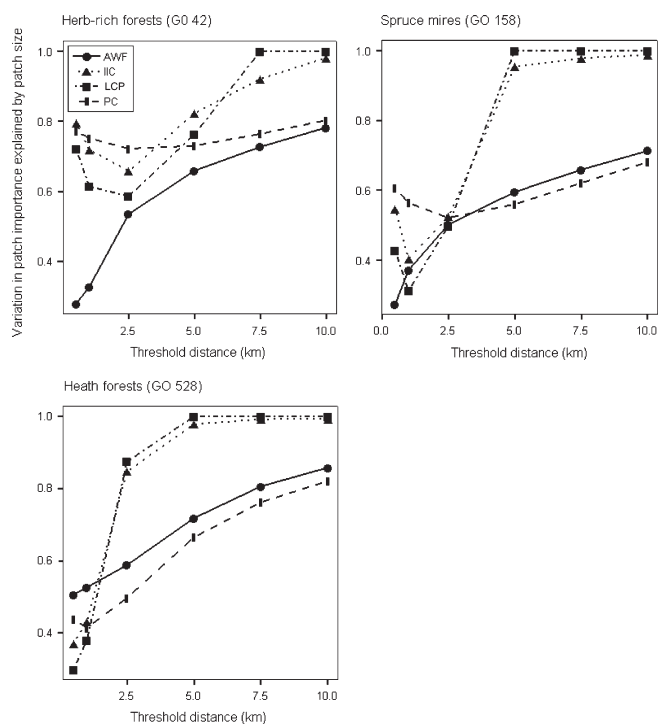 Herb-rich forests (G0 42)
Spruce mires (GO 158)
Variation in patch importance explained by patch size
1.0
0.8
0.6
0.4
AWF
IIC
LCP
PC
2.5 5.0 7.5 10.0
Threshold distance (km)
1.0
0.8
0.6
0.4
0.0 2.5 5.0 7.5 10.0
Threshold distance (km)
Heath forests (GO 528)
1.0
0.8
0.6
0.4
2.5 5.0 7.5 10.0
Threshold distance (km)